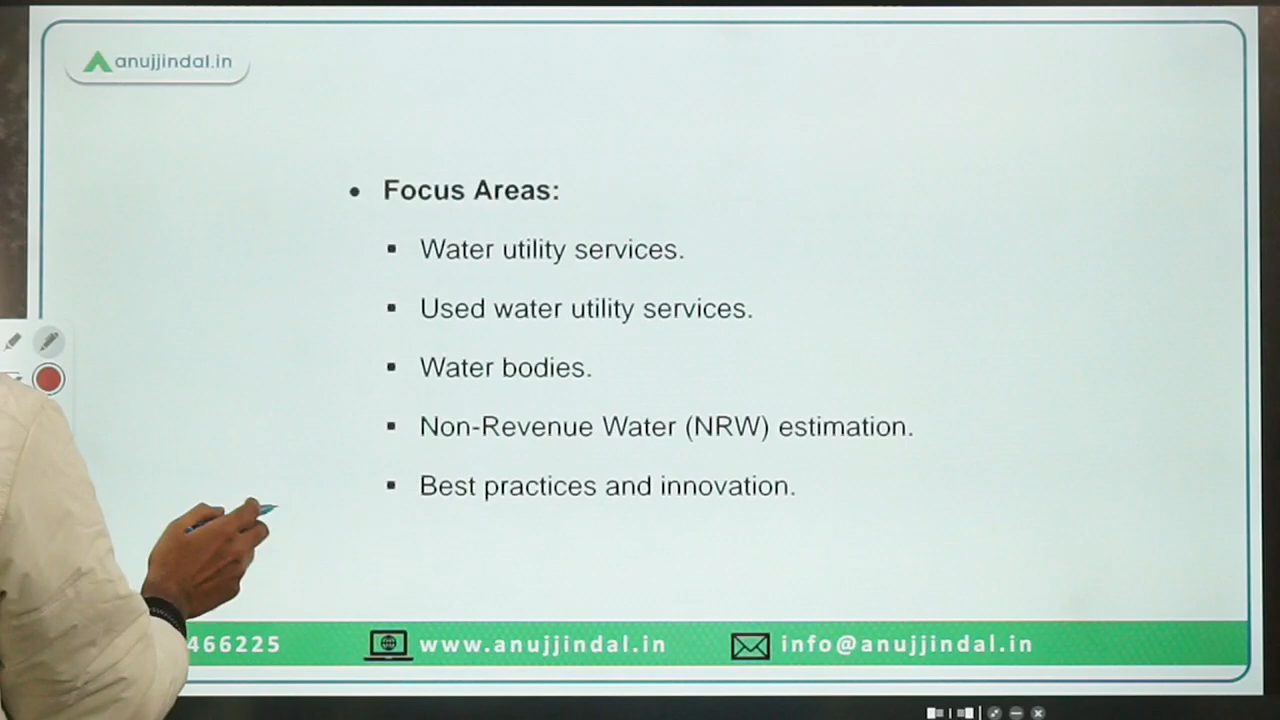 anujjindal.in
Focus Areas:
Water utility services.
Used water utility services.
Water bodies.
Non-Revenue Water (NRW) estimation.
Best practices and innovation.
466225 www.anujjindal.in info@anujjindal.in